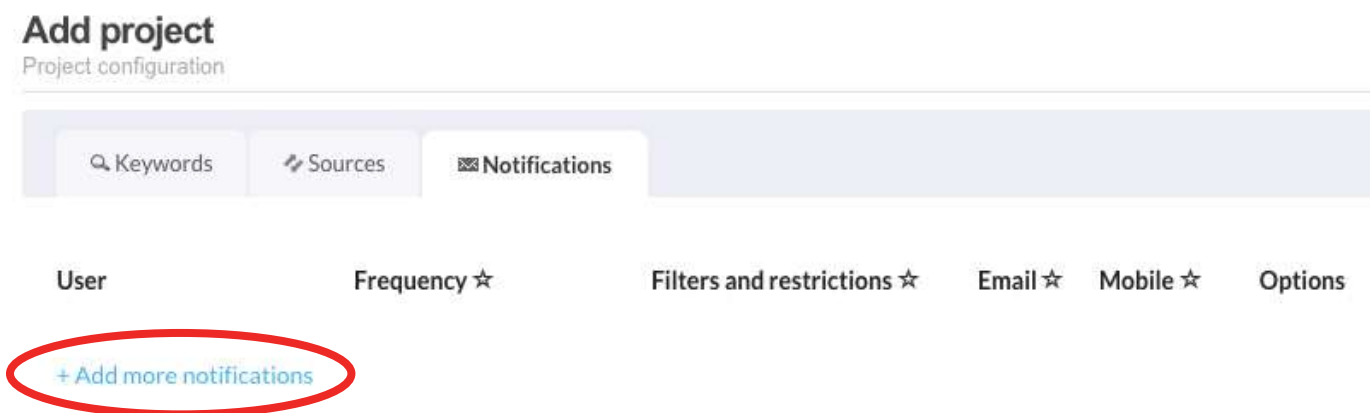 Add project
Project configuration
Keywords Sources Notifications
User Frequency ☆ Filters and restrictions ☆ Email ☆ Mobile ☆ Options
+ Add more notifications